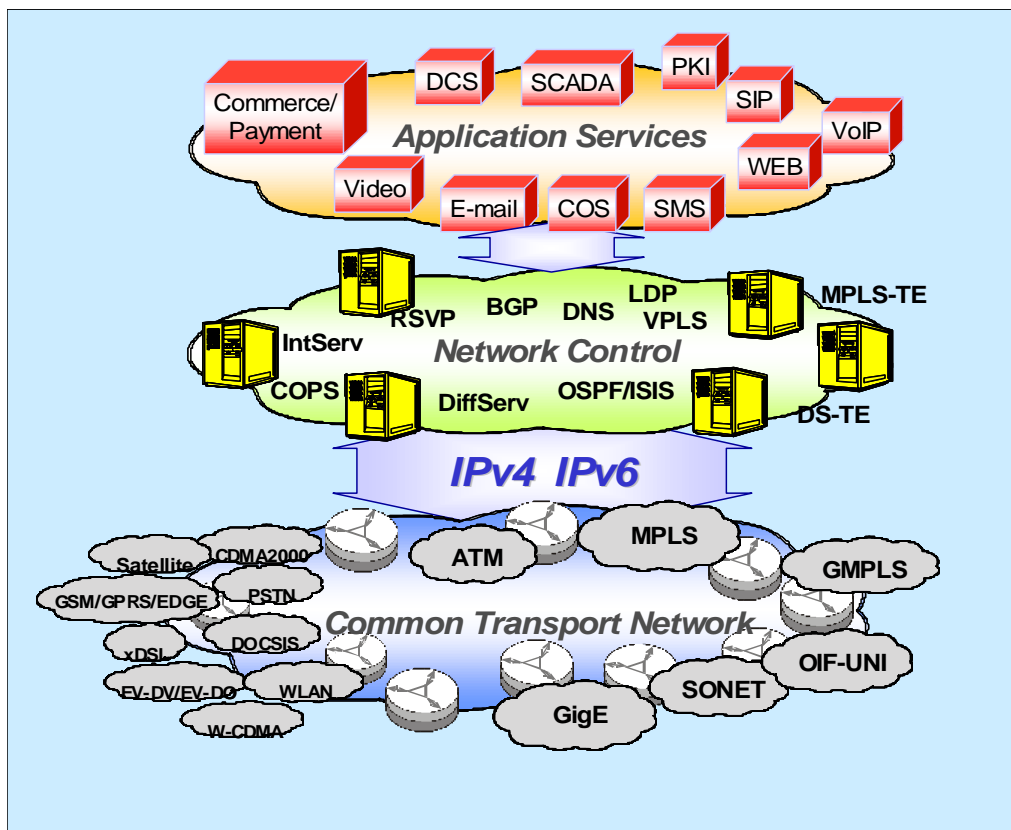 DCS
SCADA
PKI
Commerce/
Payment
SIP
VoIP
Application Services
WEB
Video
E-mail
COS
SMS
RSVP
BGP
DNS
LDP
VPLS
MPLS-TE
IntServ
Network Control
COPS
DiffServ
OSPF/ISIS
DS-TE
IPv4 IPv6
Satellite
CDMA2000
ATM
MPLS
GMPLS
GSM/GPRS/EDGE
PSTN
Common Transport Network
xDSL
DOCSIS
OIF-UNI
EV-DV/EV-DO
WLAN
SONET
GigE
W-CDMA